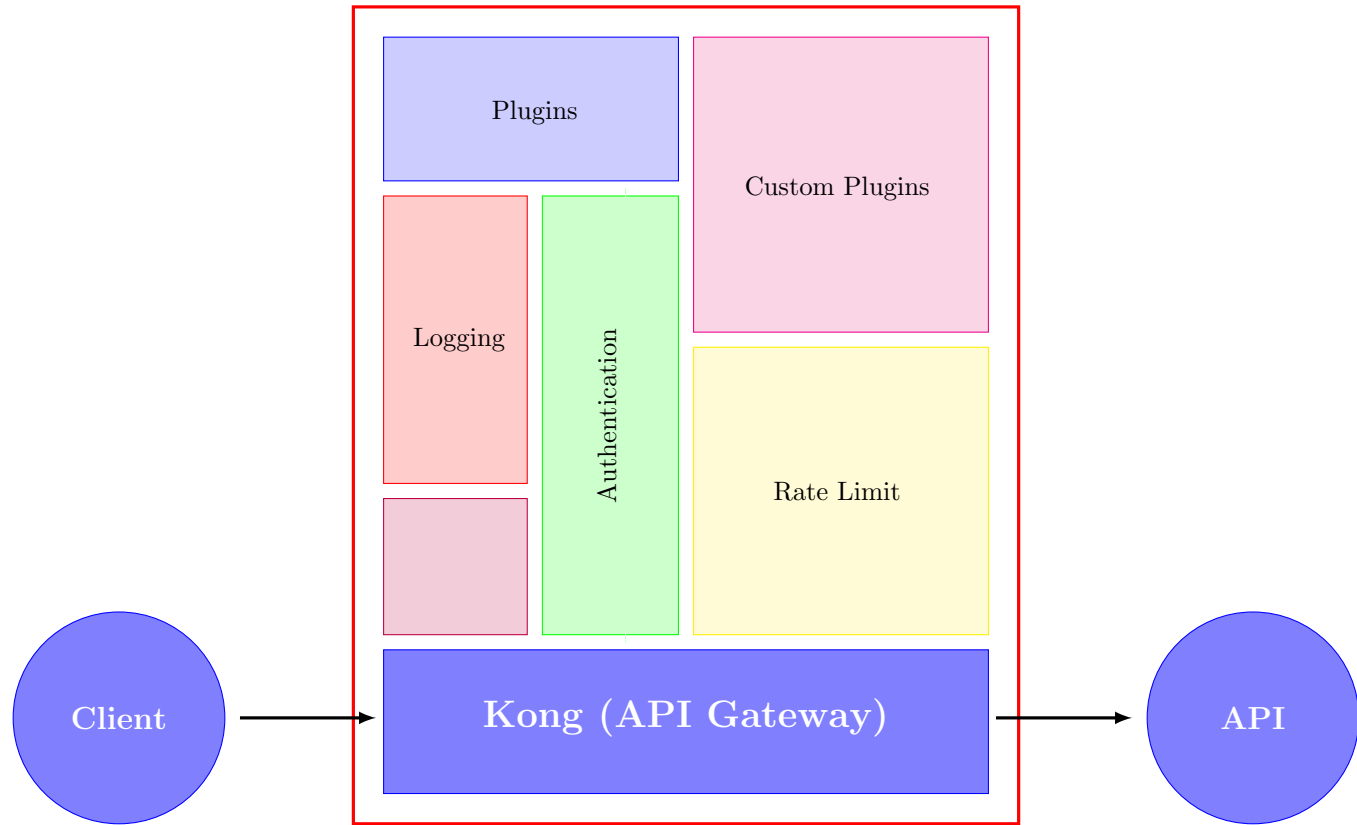 Plugins
Custom Plugins
Logging
Authentication
Rate Limit
Client
Kong (API Gateway)
API